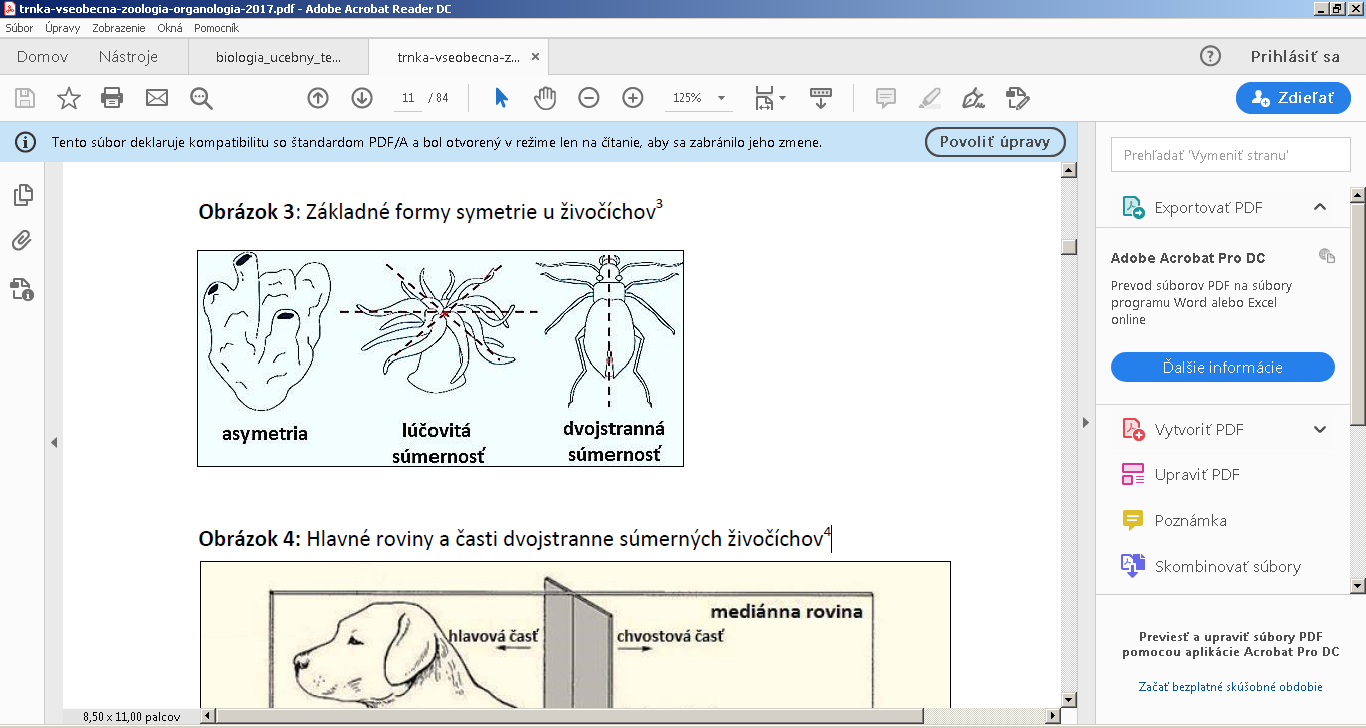 trnka-vseobecna-zoologia-organologia-2017.pdf - Adobe Acrobat Reader DC
Súbor Úpravy Zobrazenie Okná Pomocník
Domov Nástroje biologia_ucebny_te... trnka-vseobecna-z... × ? Prihlásiť sa
11 / 84 125% Zdieľať
Tento súbor deklaruje kompatibilitu so štandardom PDF/A a bol otvorený v režime len na čítanie, aby sa zabránilo jeho zmene. Povoliť úpravy
Obrázok 3: Základné formy symetrie u živočíchov³
asymetria
lúčovitá
súmernosť
dvojstranná
súmernosť
Obrázok 4: Hlavné roviny a časti dvojstranne súmerných živočíchov⁴
mediánna rovina
hlavová časť chvostová časť
8,50 x 11,00 palcov
Prehľadať 'Vymeniť stranu'
Exportovať PDF
Adobe Acrobat Pro DC
Prevod súborov PDF na súbory
programu Word alebo Excel
online
Ďalšie informácie
Vytvoriť PDF
Upraviť PDF
Poznámka
Skombinovať súbory
Previesť a upraviť súbory PDF
pomocou aplikácie Acrobat Pro DC
Začať bezplatné skúšobné obdobie